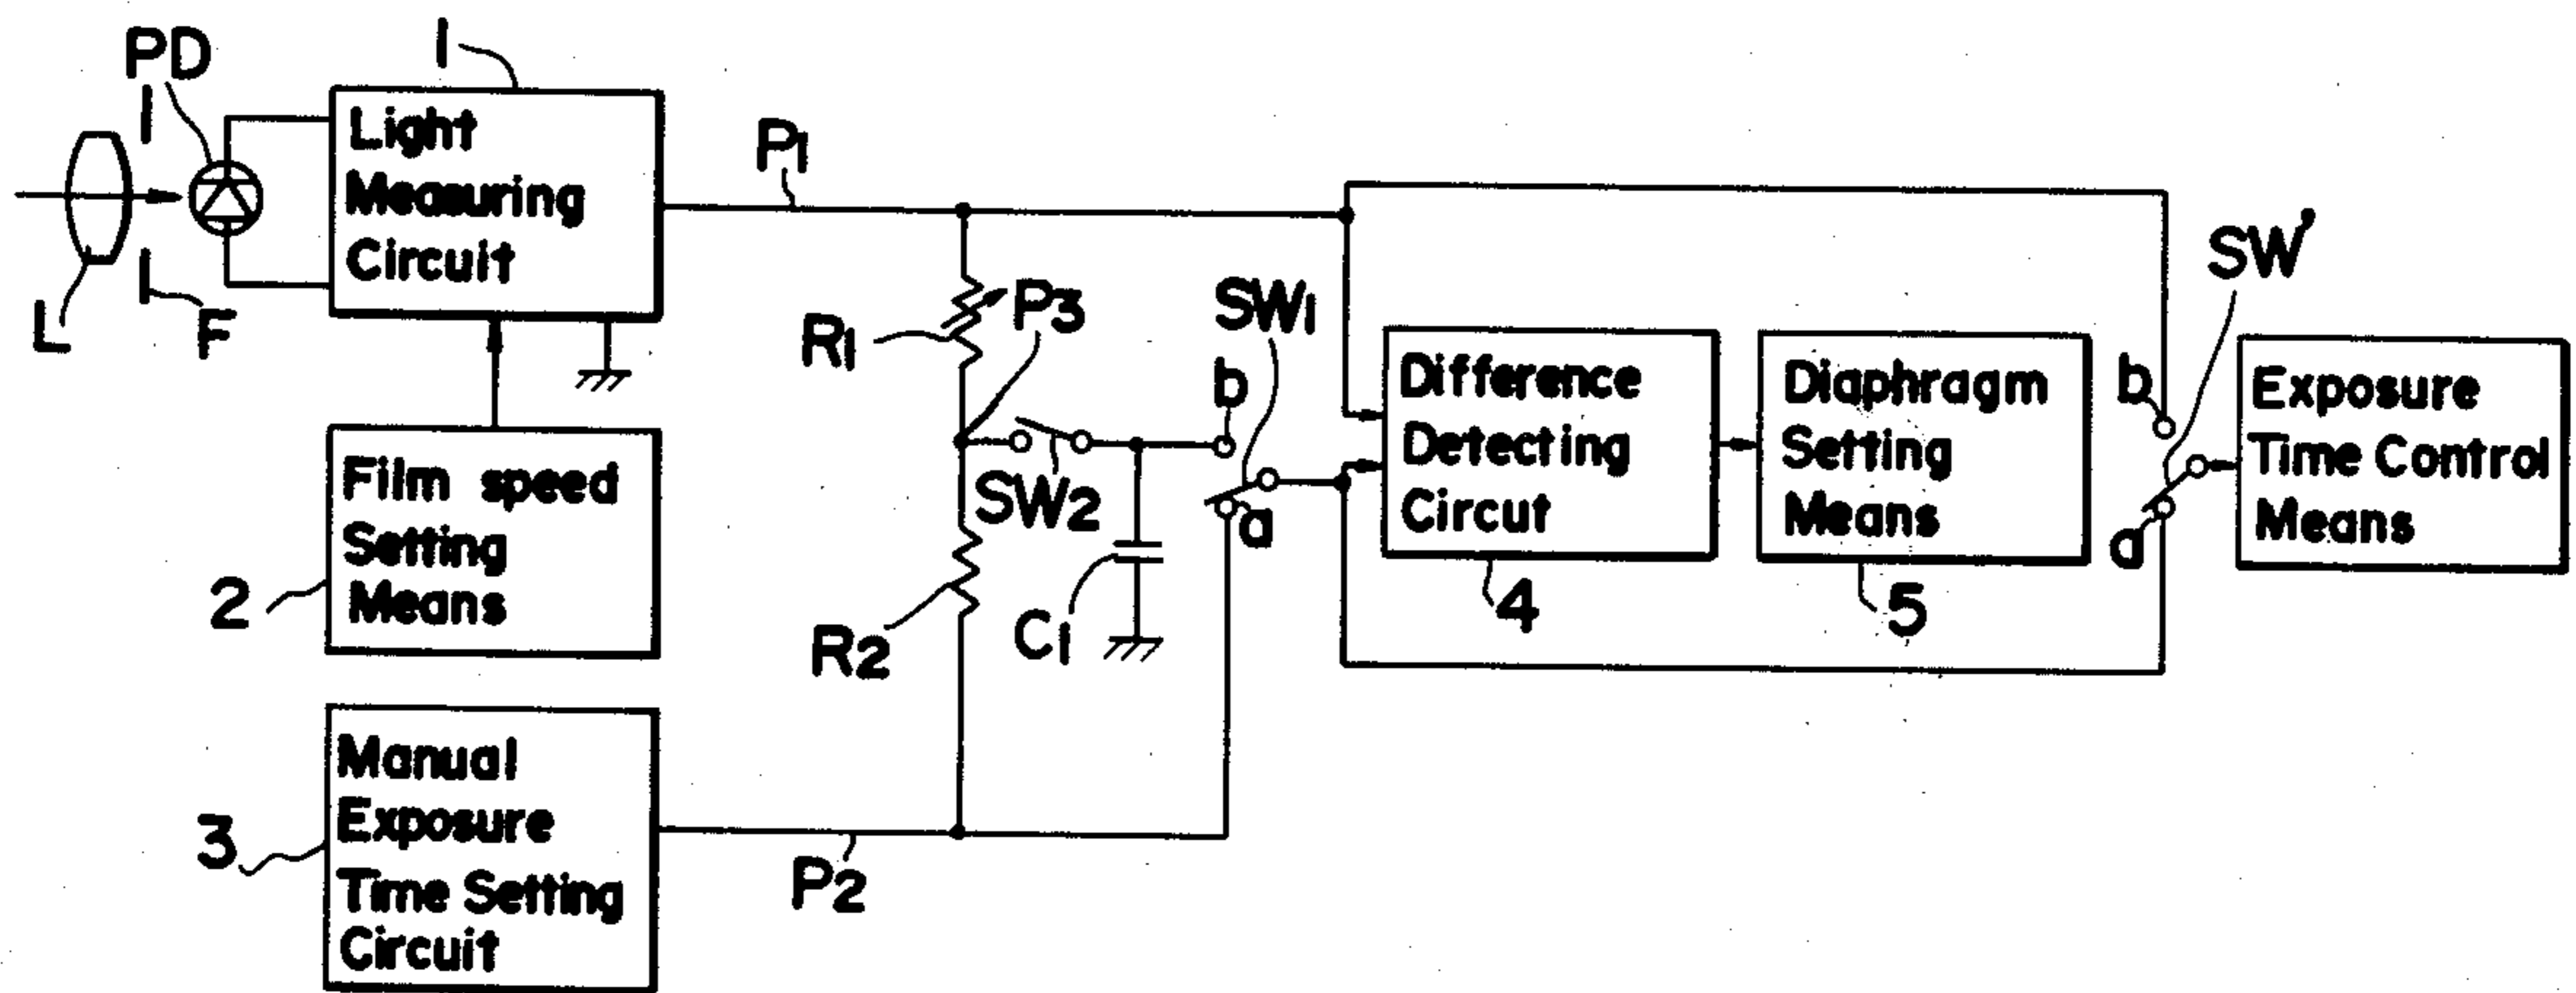 PD
1
Light
Measuring
Circuit
L
F
P1
Film speed
Setting
Means
2
R1
P3
SW2
R2
C1
SW1
b
a
Difference
Detecting
Circut
4
Diaphragm
Setting
Means
5
SW'
b
a
Exposure
Time Control
Means
Manual
Exposure
Time Setting
Circuit
3
P2